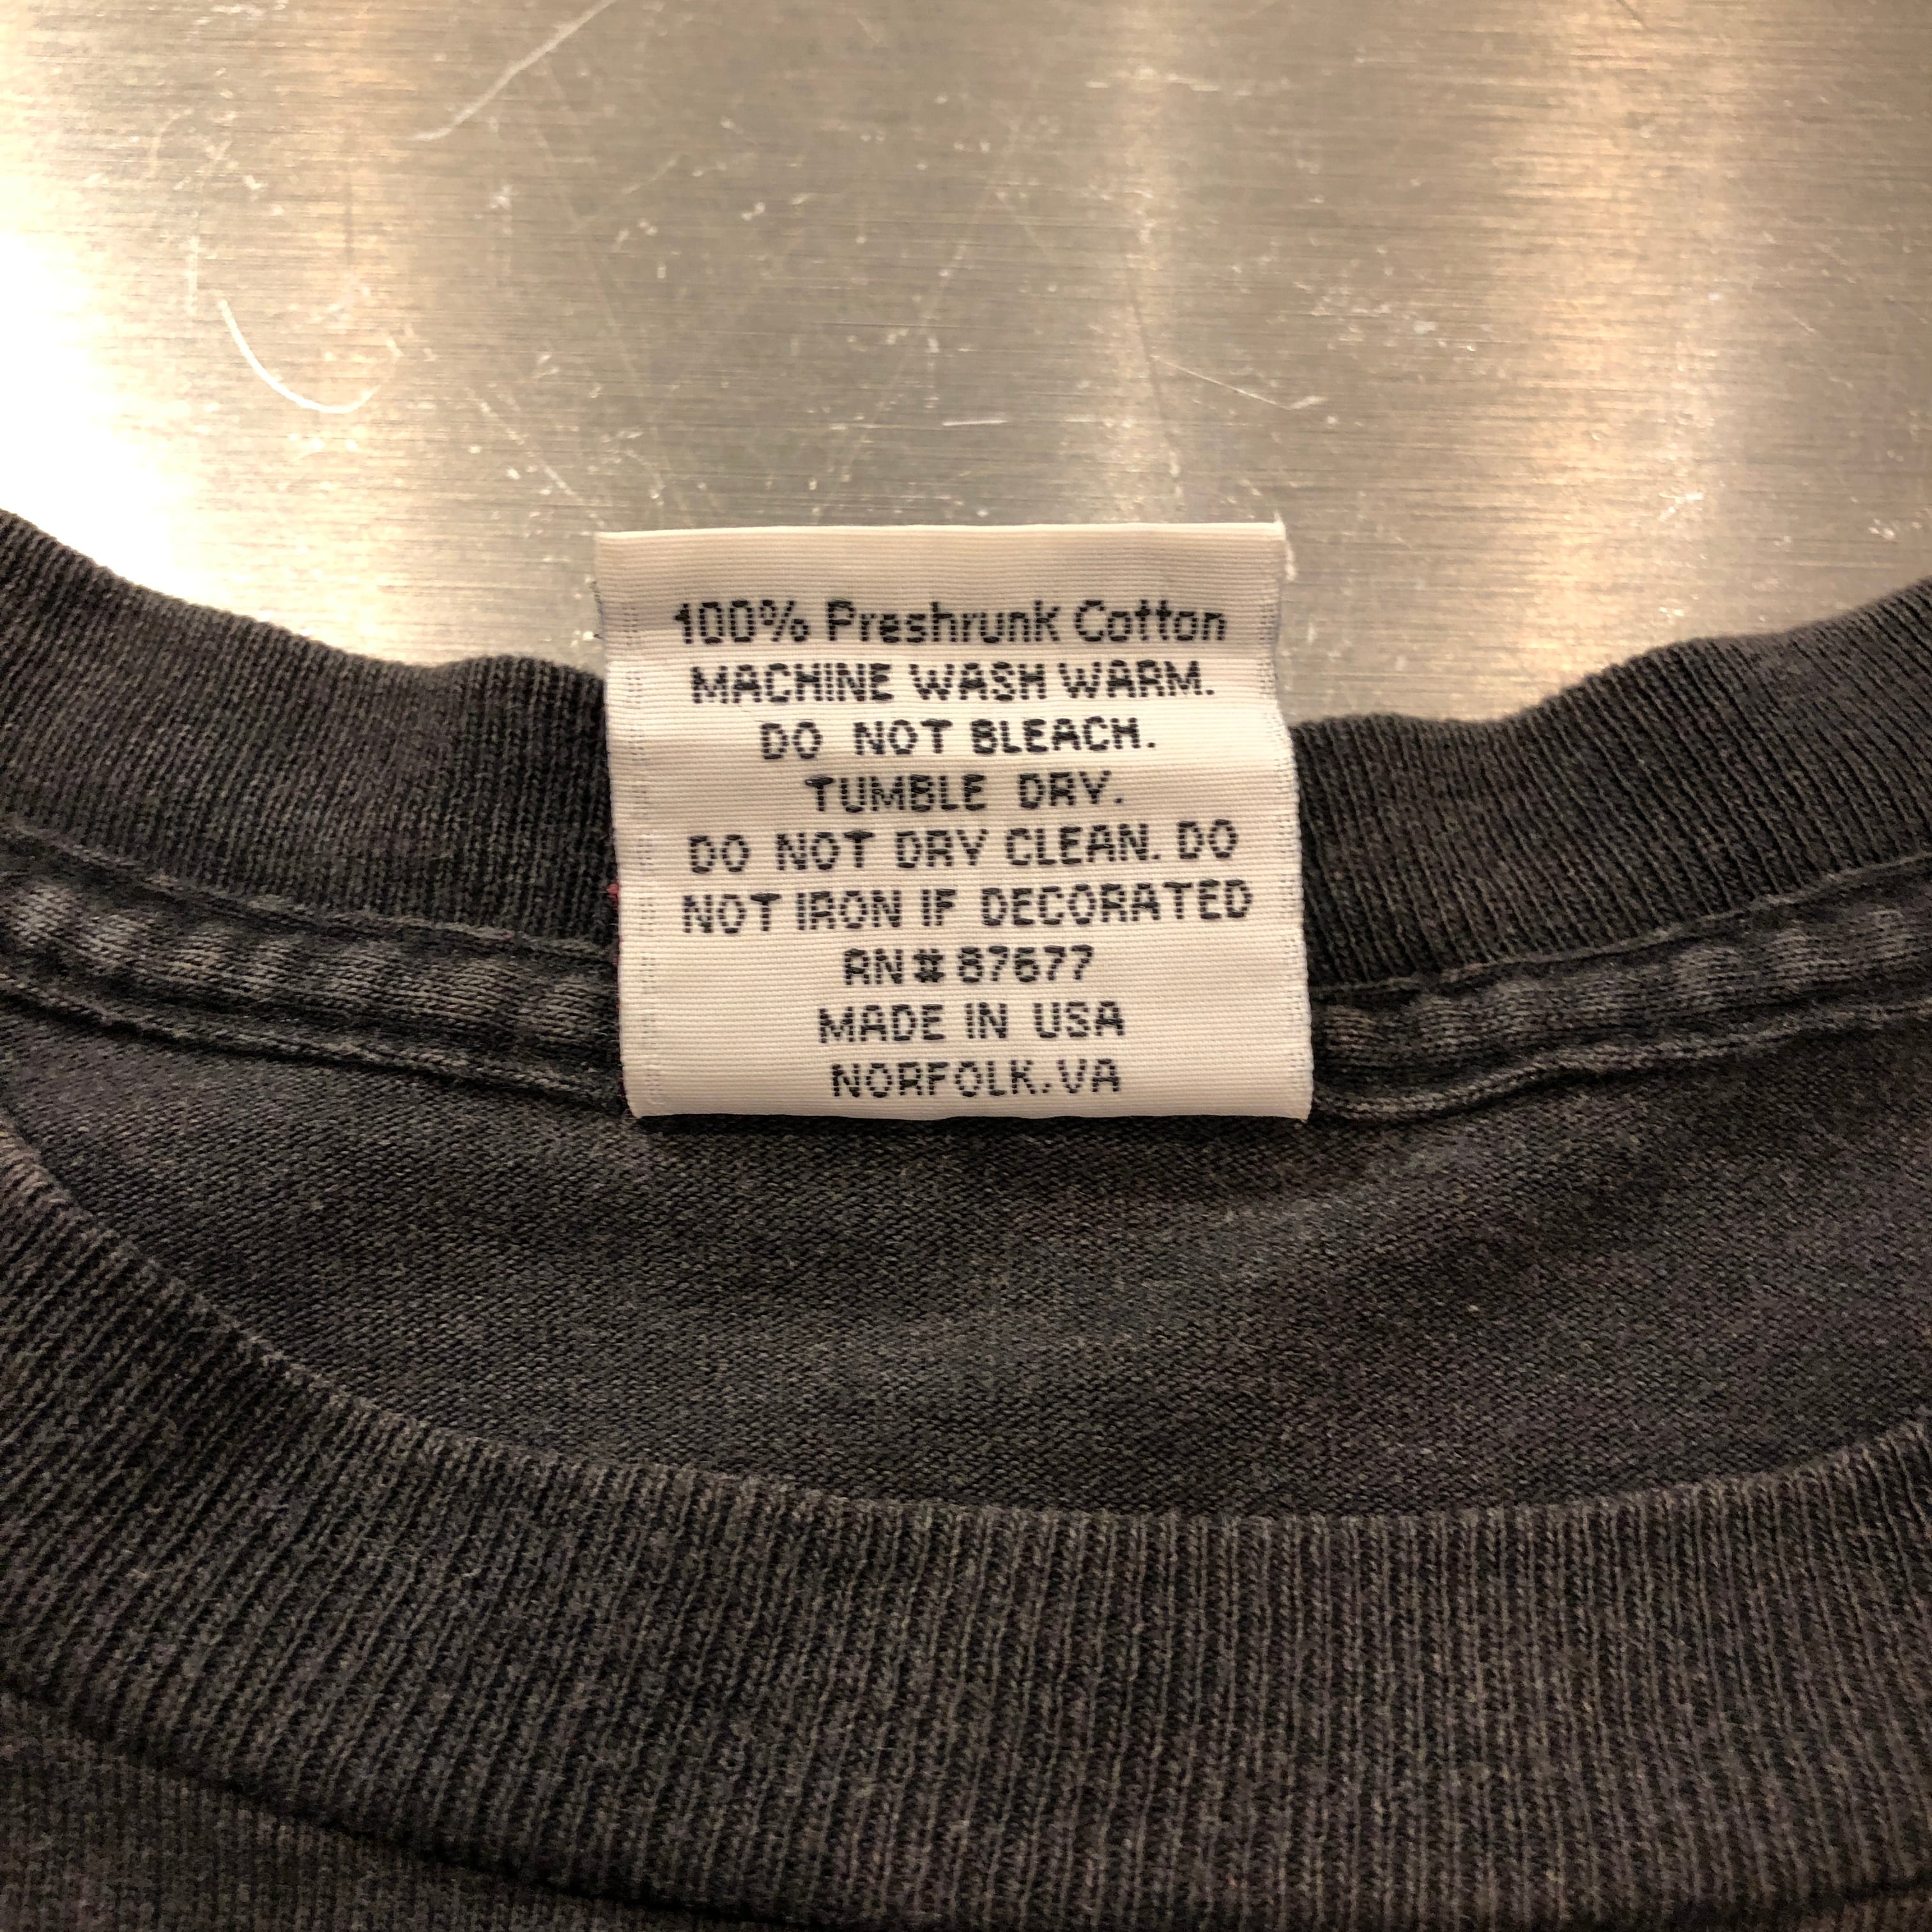 100% Preshrunk Cotton
MACHINE WASH WARM.
DO NOT BLEACH.
TUMBLE DRY.
DO NOT DRY CLEAN. DO
NOT IRON IF DECORATED
RN# 87677
MADE IN USA
NORFOLK, VA